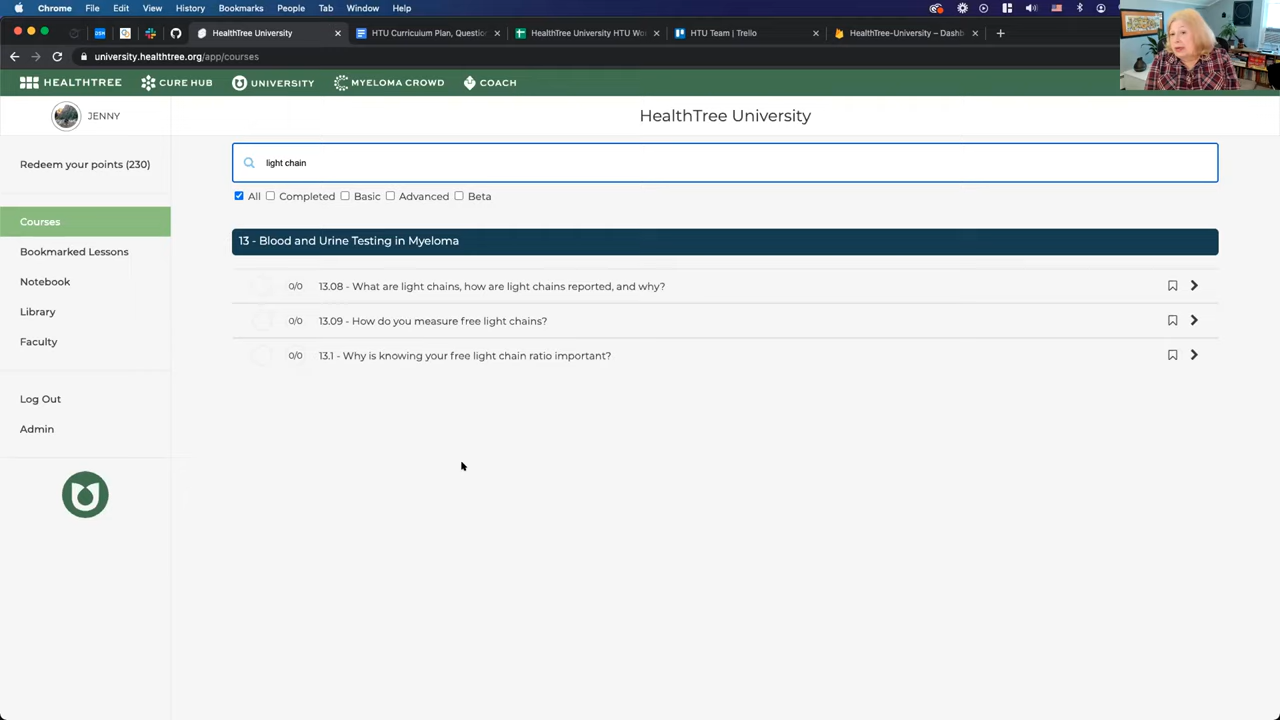 Chrome File Edit View History Bookmarks People Tab Window Help
HealthTree University
HTU Curriculum Plan, Question
HealthTree University HTU Wo
HTU Team | Trello
HealthTree-University – Dashb
university.healthtree.org/app/courses
HEALTHTREE CURE HUB UNIVERSITY MYELOMA CROWD COACH
JENNY
HealthTree University
Redeem your points (230)
light chain
All Completed Basic Advanced Beta
Courses
Bookmarked Lessons
Notebook
Library
Faculty
Log Out
Admin
13 - Blood and Urine Testing in Myeloma
0/0 13.08 - What are light chains, how are light chains reported, and why?
0/0 13.09 - How do you measure free light chains?
0/0 13.1 - Why is knowing your free light chain ratio important?